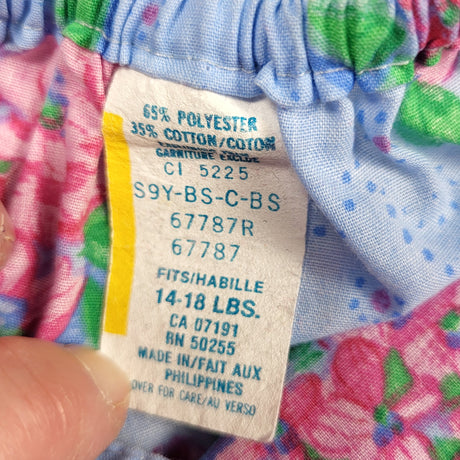 65% POLYESTER
35% COTTON/COTON
GARNITURE EXCLUE
CI 5225
S9Y-BS-C-BS
67787R
67787
FITS/HABILLE
14-18 LBS.
CA 07191
RN 50255
MADE IN/FAIT AUX
PHILIPPINES
OVER FOR CARE/AU VERSO